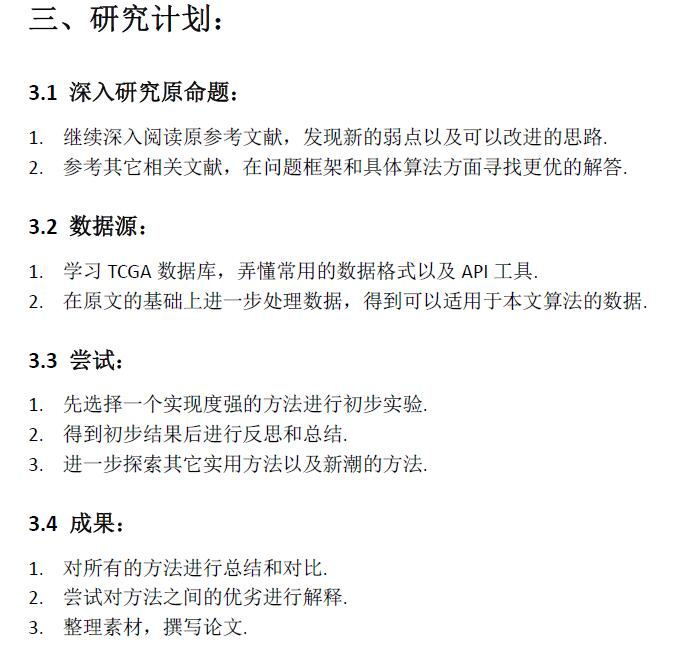 三、研究计划：
3.1 深入研究原命题：
1. 继续深入阅读原参考文献，发现新的弱点以及可以改进的思路.
2. 参考其它相关文献，在问题框架和具体算法方面寻找更优的解答.
3.2 数据源：
1. 学习 TCGA 数据库，弄懂常用的数据格式以及 API 工具.
2. 在原文的基础上进一步处理数据，得到可以适用于本文算法的数据.
3.3 尝试：
1. 先选择一个实现度强的方法进行初步实验.
2. 得到初步结果后进行反思和总结.
3. 进一步探索其它实用方法以及新潮的方法.
3.4 成果：
1. 对所有的方法进行总结和对比.
2. 尝试对方法之间的优劣进行解释.
3. 整理素材，撰写论文.